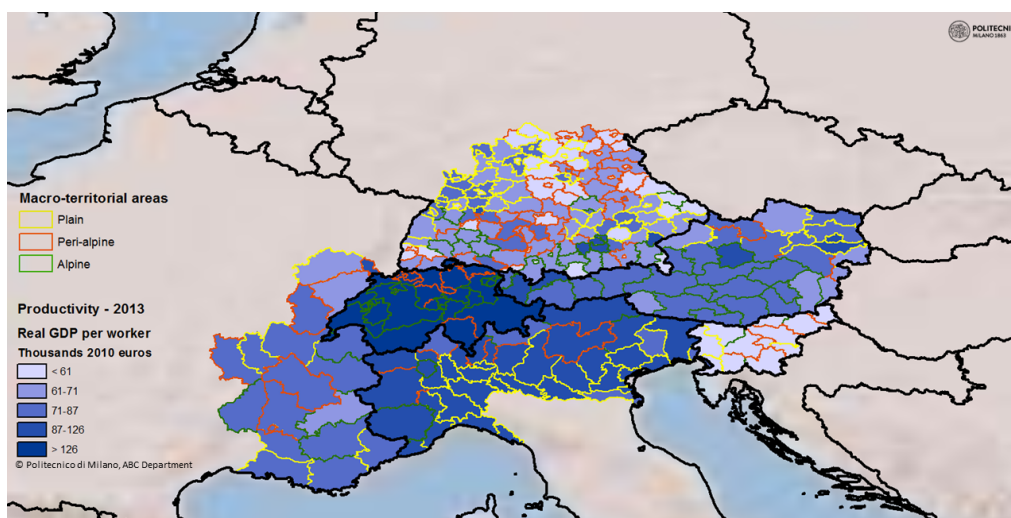 POLITECNI
MILANO 1863
Macro-territorial areas
Plain
Peri-alpine
Alpine
Productivity - 2013
Real GDP per worker
Thousands 2010 euros
< 61
61-71
71-87
87-126
> 126
© Politecnico di Milano, ABC Department